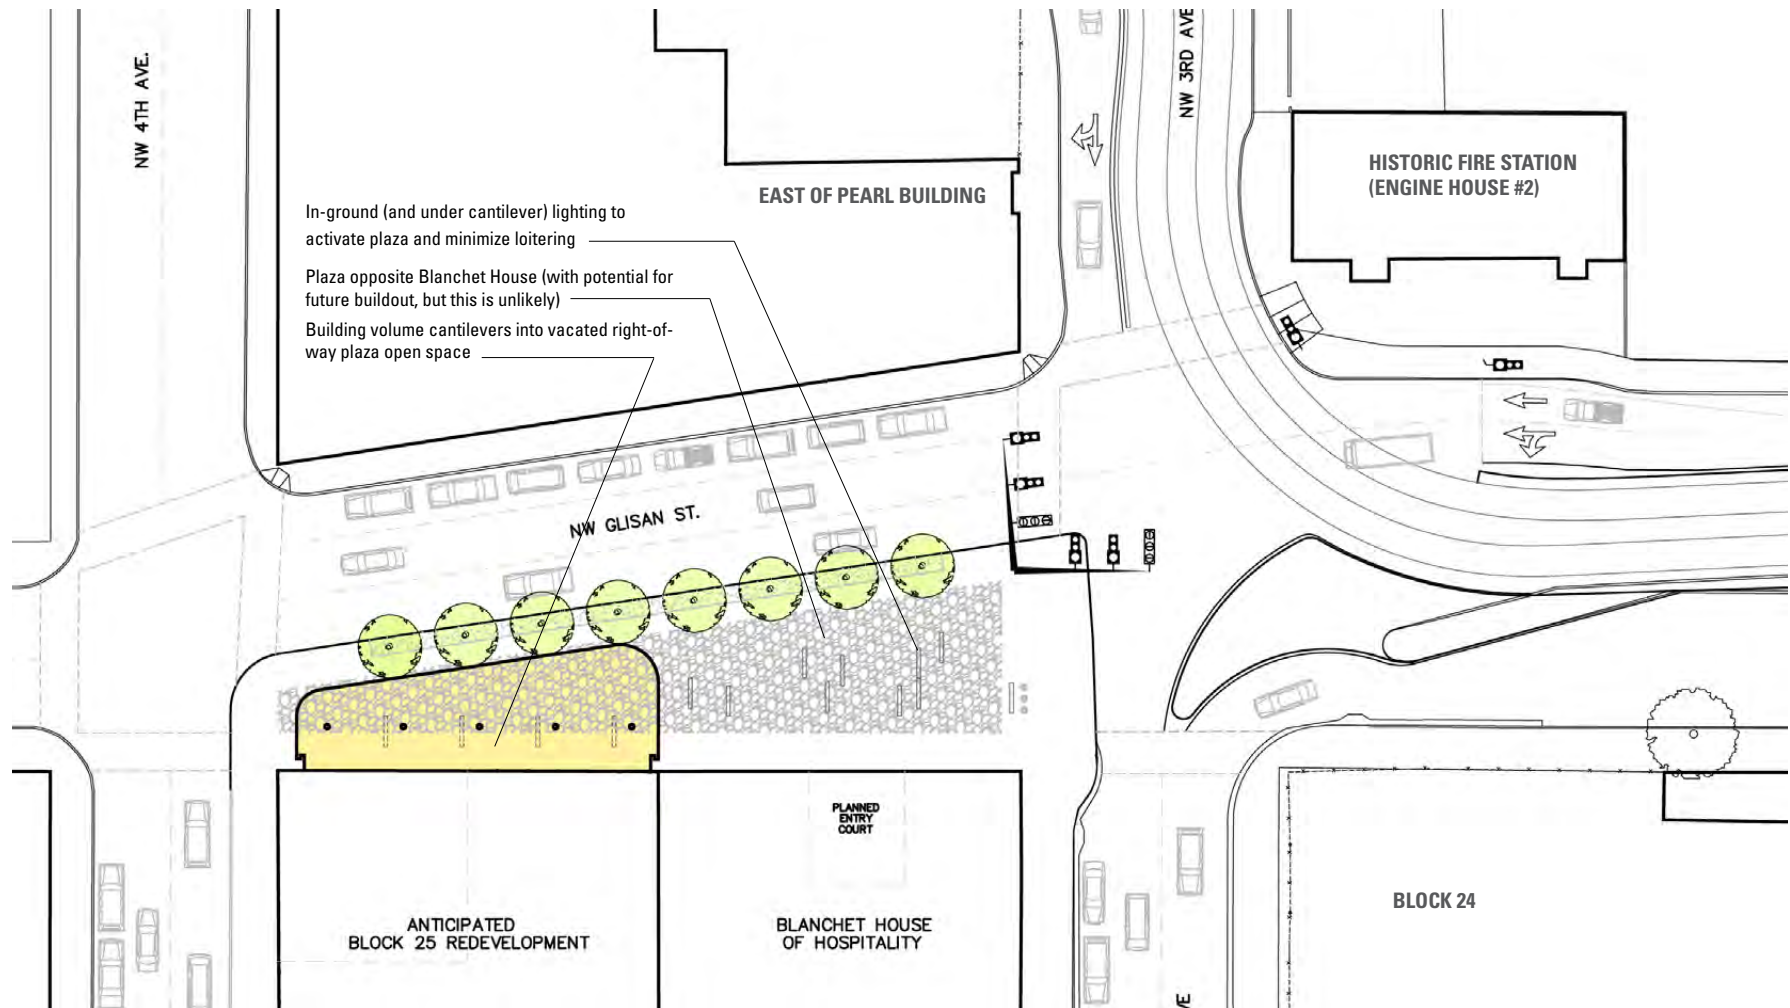 NW 4TH AVE.
NW 3RD AVE
HISTORIC FIRE STATION
(ENGINE HOUSE #2)
EAST OF PEARL BUILDING
In-ground (and under cantilever) lighting to
activate plaza and minimize loitering
Plaza opposite Blanchet House (with potential for
future buildout, but this is unlikely)
Building volume cantilevers into vacated right-of-
way plaza open space
NW GLISAN ST.
PLANNED
ENTRY
COURT
ANTICIPATED
BLOCK 25 REDEVELOPMENT
BLANCHET HOUSE
OF HOSPITALITY
BLOCK 24
VE